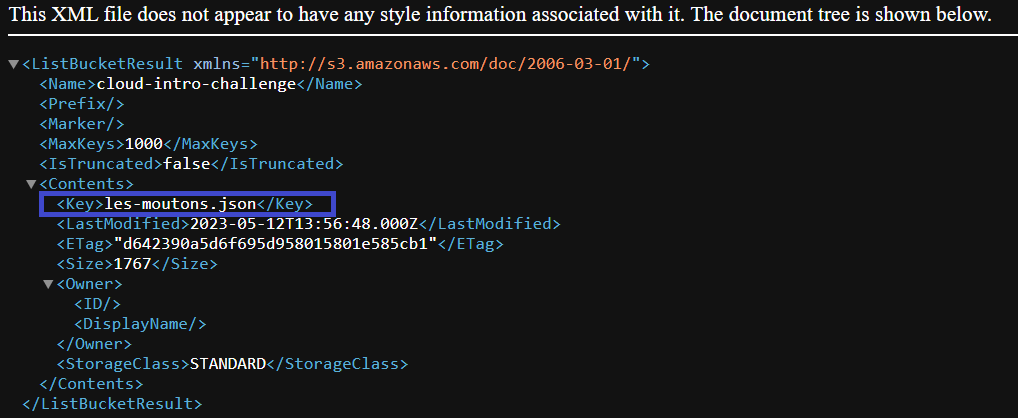 This XML file does not appear to have any style information associated with it. The document tree is shown below.
▼<ListBucketResult xmlns="http://s3.amazonaws.com/doc/2006-03-01/">
<Name>cloud-intro-challenge</Name>
<Prefix/>
<Marker/>
<MaxKeys>1000</MaxKeys>
<IsTruncated>false</IsTruncated>
▼<Contents>
<Key>les-moutons.json</Key>
<LastModified>2023-05-12T13:56:48.000Z</LastModified>
<ETag>"d642390a5d6f695d958015801e585cb1"</ETag>
<Size>1767</Size>
▼<Owner>
<ID/>
<DisplayName/>
</Owner>
<StorageClass>STANDARD</StorageClass>
</Contents>
</ListBucketResult>